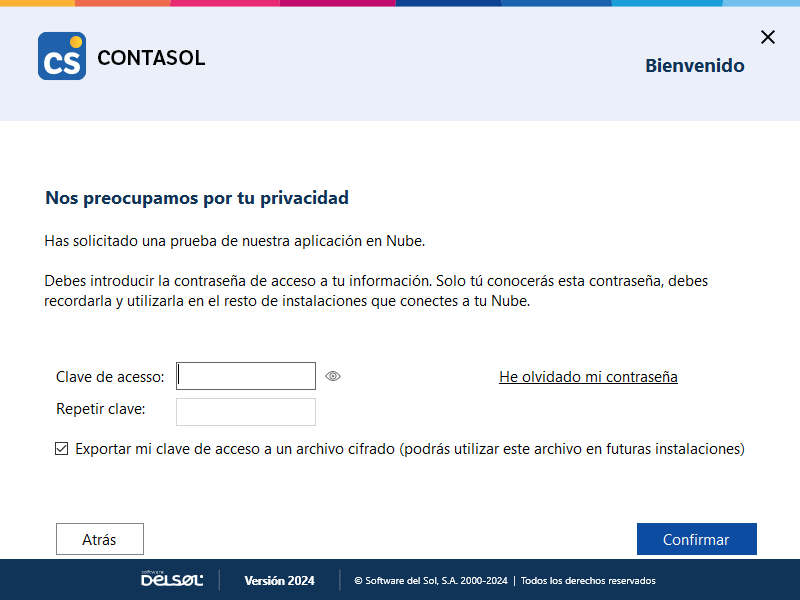 CS CONTASOL
Bienvenido
Nos preocupamos por tu privacidad
Has solicitado una prueba de nuestra aplicación en Nube.
Debes introducir la contraseña de acceso a tu información. Solo tú conocerás esta contraseña, debes
recordarla y utilizarla en el resto de instalaciones que conectes a tu Nube.
Clave de acesso:
He olvidado mi contraseña
Repetir clave:
Exportar mi clave de acceso a un archivo cifrado (podrás utilizar este archivo en futuras instalaciones)
Atrás
Confirmar
software DELSOL Versión 2024 © Software del Sol, S.A. 2000-2024 | Todos los derechos reservados